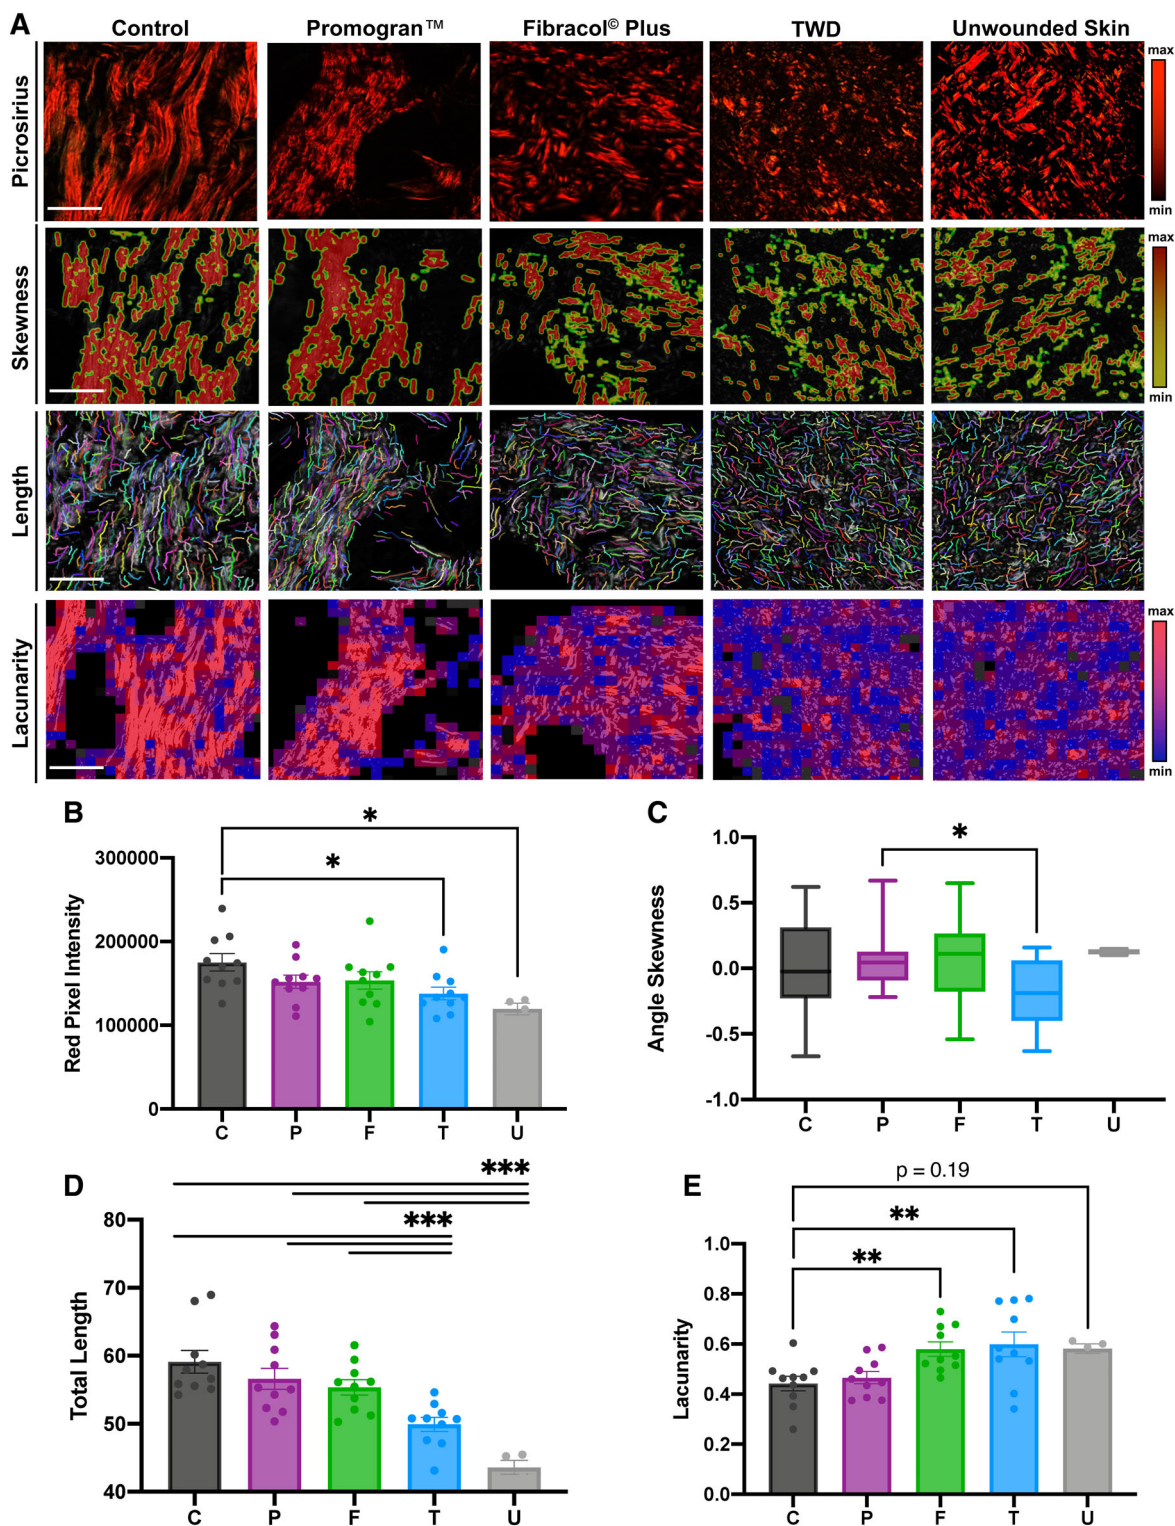 A
Control
Promogran™
Fibracol© Plus
TWD
Unwounded Skin
Picrosirius
max
min
Skewness
max
min
Length
Lacunarity
max
min
B
*
*
300000
200000
100000
0
Red Pixel Intensity
C
P
F
T
U
C
*
1.0
0.5
0.0
-0.5
-1.0
Angle Skewness
C
P
F
T
U
D
***
***
80
70
60
50
40
Total Length
C
P
F
T
U
E
p = 0.19
**
**
1.0
0.8
0.6
0.4
0.2
0.0
Lacunarity
C
P
F
T
U